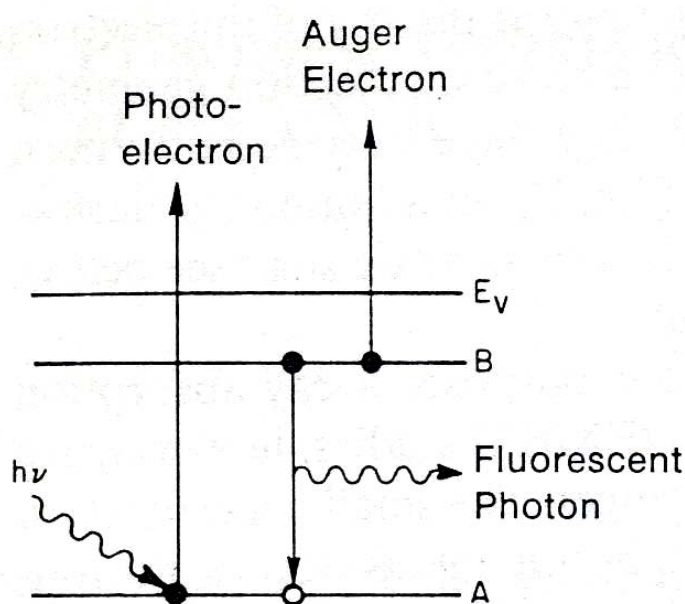 Auger
Electron
Photo-
electron
E_V
B
hν
Fluorescent
Photon
A